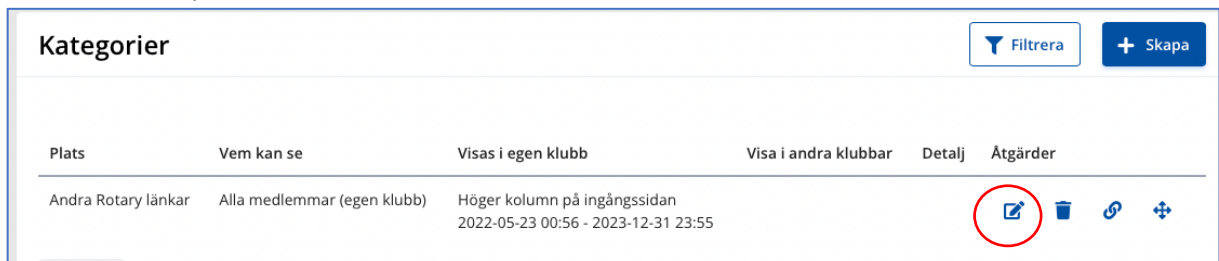 Kategorier
Filtrera
+ Skapa
Plats Vem kan se Visas i egen klubb Visa i andra klubbar Detalj Åtgärder
Andra Rotary länkar Alla medlemmar (egen klubb) Höger kolumn på ingångssidan
2022-05-23 00:56 - 2023-12-31 23:55